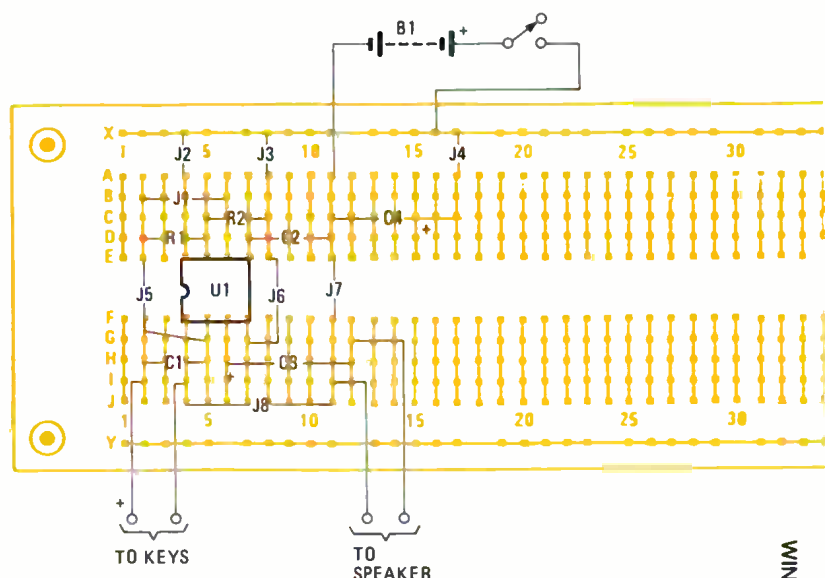 B1 +
X
1 5 10 15 20 25 30
J2 J3 J4
A
B J1
C R2 C4
+
D R1 C2
E
J5 U1 J6 J7
F
G
H C1 C3
I +
J J8
1 5 10 15 20 25 30
Y
+
TO KEYS
TO
SPEAKER
WIN